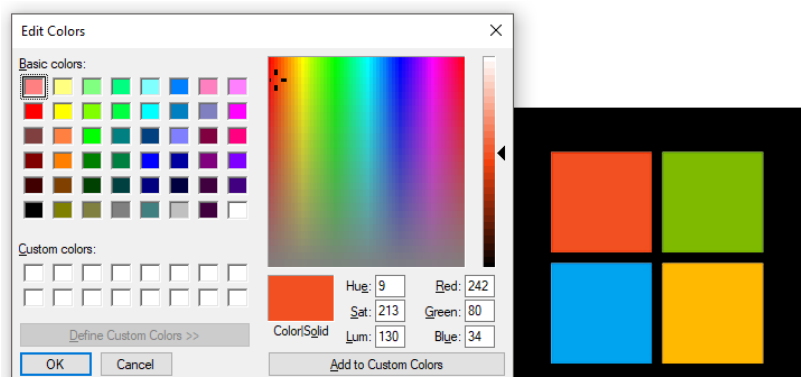 Edit Colors
Basic colors:
Custom colors:
Define Custom Colors >>
OK
Cancel
Color|Solid
Hue: 9
Sat: 213
Lum: 130
Red: 242
Green: 80
Blue: 34
Add to Custom Colors